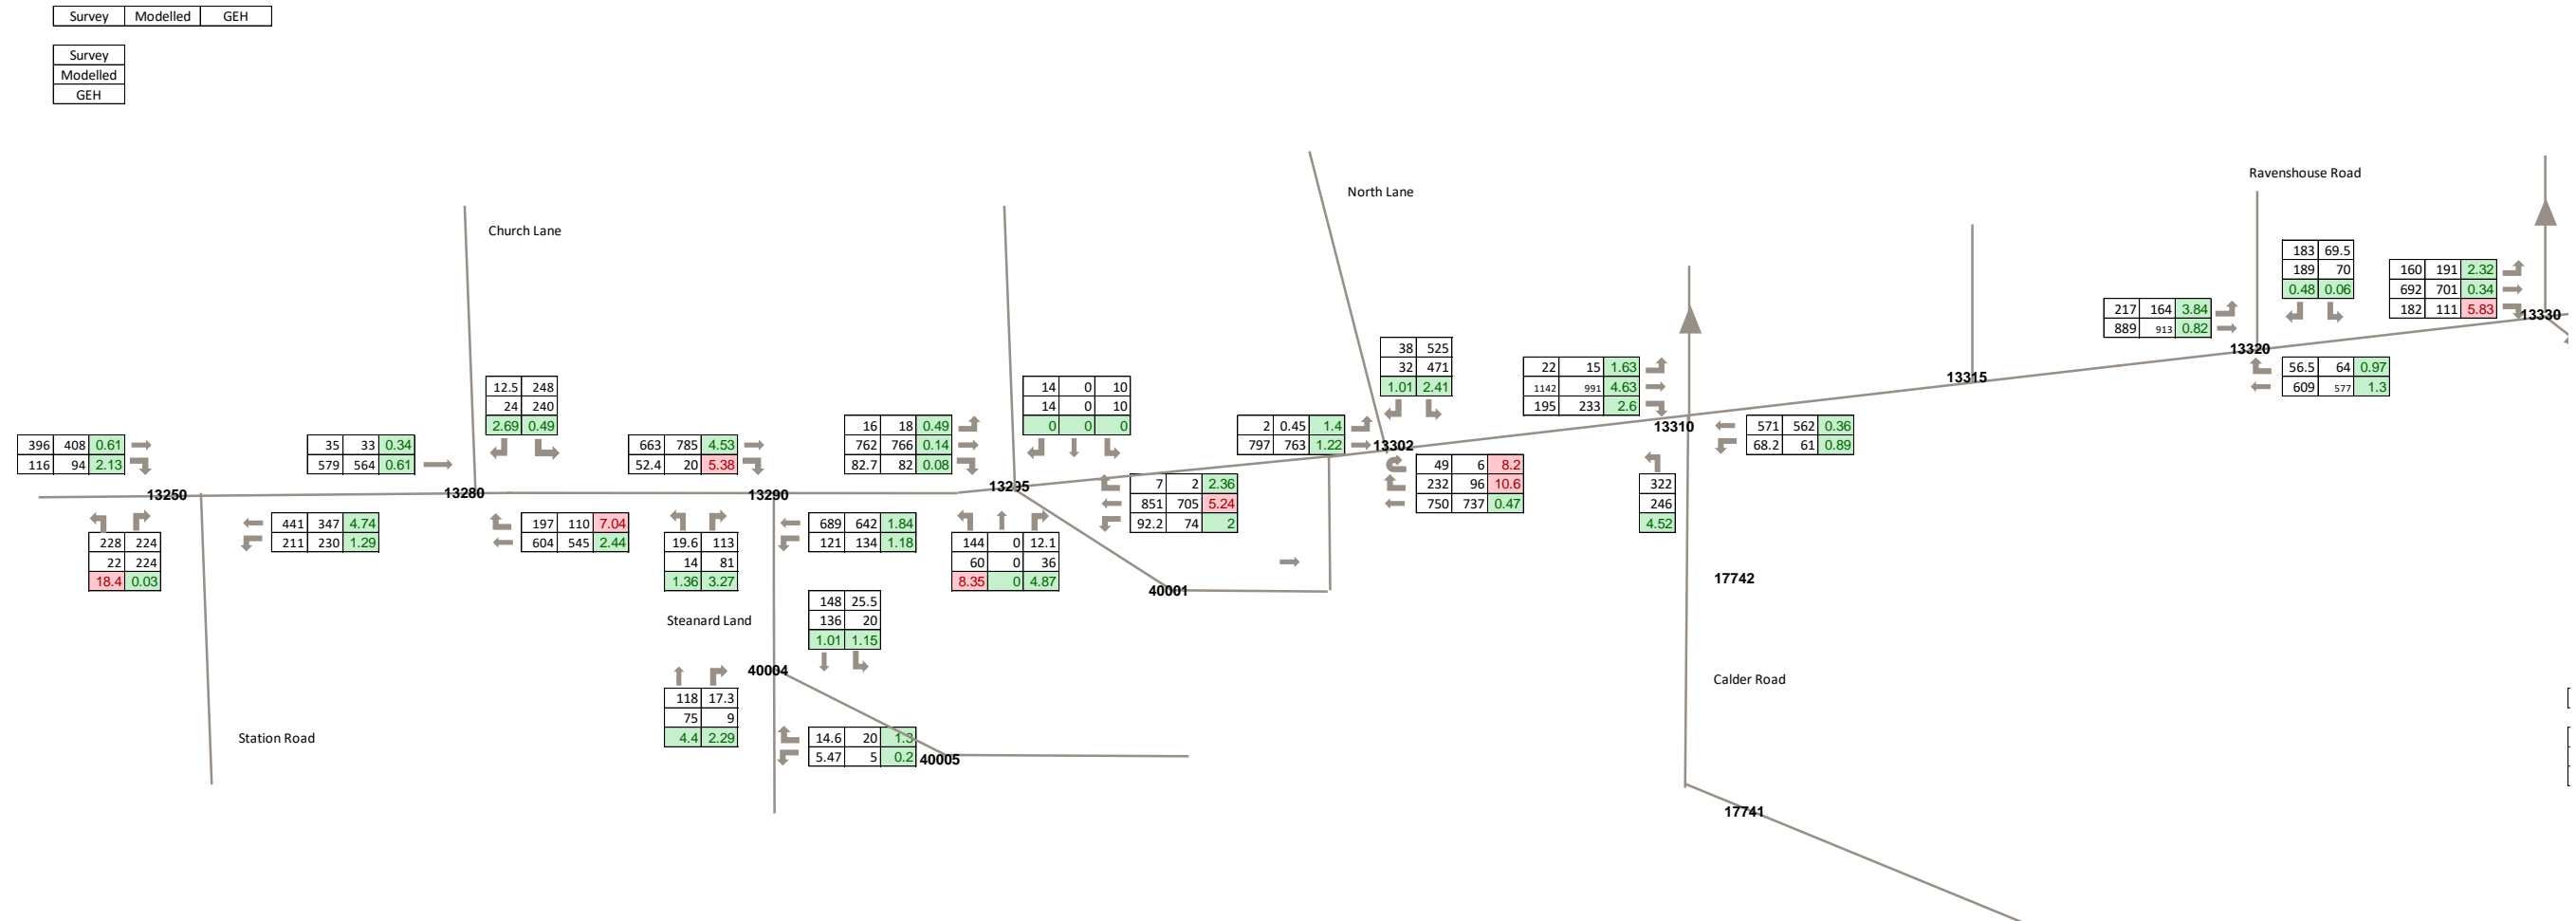 Survey Modelled GEH
Survey
Modelled
GEH
Ravenshouse Road
North Lane
Church Lane
183 69.5
189 70
0.48 0.06
160 191 2.32
692 701 0.34
182 111 5.83
13330
217 164 3.84
889 913 0.82
13320
56.5 64 0.97
609 577 1.3
13315
38 525
32 471
1.01 2.41
22 15 1.63
1142 991 4.63
195 233 2.6
13310
571 562 0.36
68.2 61 0.89
12.5 248
24 240
2.69 0.49
14 0 10
14 0 10
0 0 0
2 0.45 1.4
797 763 1.22
13302
396 408 0.61
116 94 2.13
35 33 0.34
579 564 0.61
663 785 4.53
52.4 20 5.38
16 18 0.49
762 766 0.14
82.7 82 0.08
49 6 8.2
232 96 10.6
750 737 0.47
322
246
4.52
13250
13280
13290
13295
7 2 2.36
851 705 5.24
92.2 74 2
228 224
22 224
18.4 0.03
441 347 4.74
211 230 1.29
197 110 7.04
604 545 2.44
19.6 113
14 81
1.36 3.27
689 642 1.84
121 134 1.18
144 0 12.1
60 0 36
8.35 0 4.87
40001
17742
Steanard Land
148 25.5
136 20
1.01 1.15
40004
118 17.3
75 9
4.4 2.29
Calder Road
Station Road
14.6 20 1.3
5.47 5 0.2
40005
17741